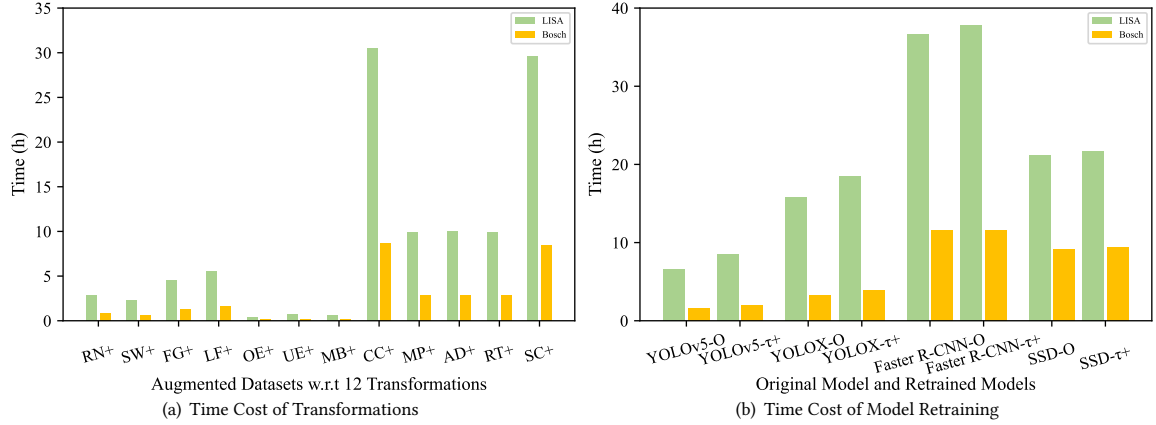 35
30
25
20
15
10
5
0
Time (h)
LISA
Bosch
RN+ SW+ FG+ LF+ OE+ UE+ MB+ CC+ MP+ AD+ RT+ SC+
Augmented Datasets w.r.t 12 Transformations
(a) Time Cost of Transformations
40
30
20
10
0
Time (h)
LISA
Bosch
YOLOv5-O YOLOv5-τ+ YOLOX-O YOLOX-τ+ Faster R-CNN-O Faster R-CNN-τ+ SSD-O SSD-τ+
Original Model and Retrained Models
(b) Time Cost of Model Retraining